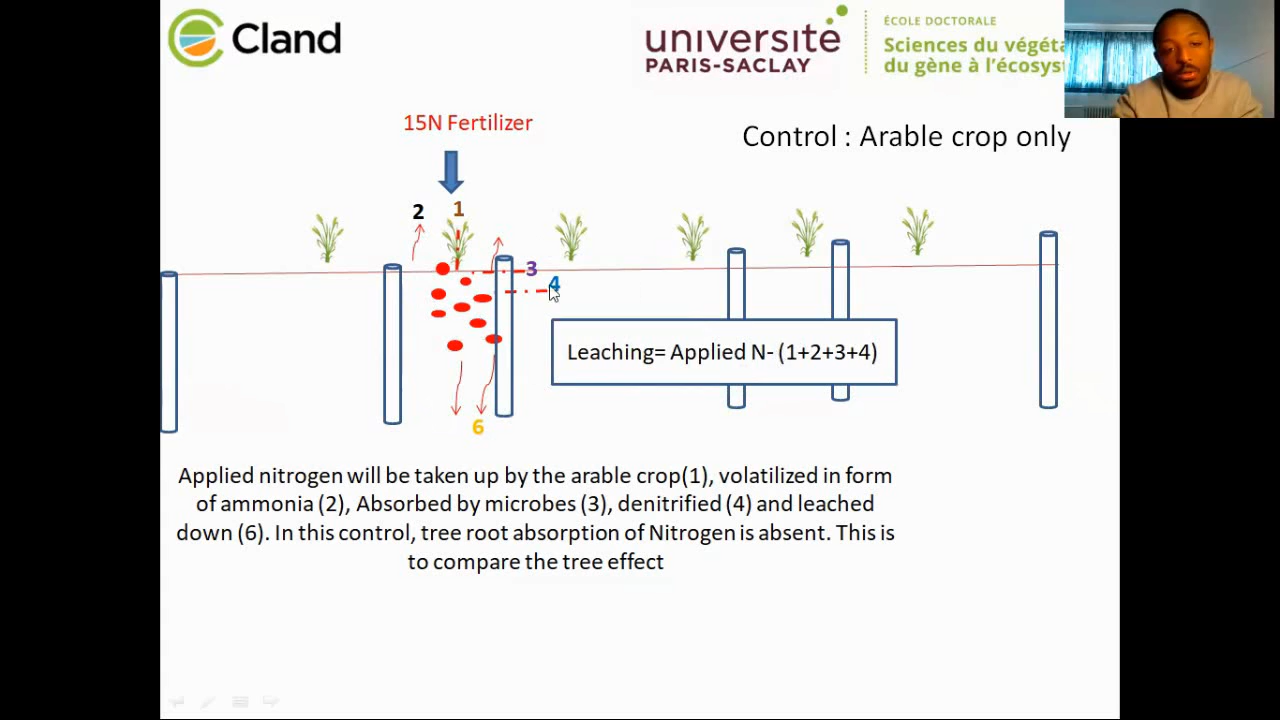 Cland
université
PARIS-SACLAY
ÉCOLE DOCTORALE
Sciences du végéta
du gène à l'écosyst
15N Fertilizer
Control : Arable crop only
2
1
3
4
Leaching= Applied N- (1+2+3+4)
6
Applied nitrogen will be taken up by the arable crop(1), volatilized in form
of ammonia (2), Absorbed by microbes (3), denitrified (4) and leached
down (6). In this control, tree root absorption of Nitrogen is absent. This is
to compare the tree effect